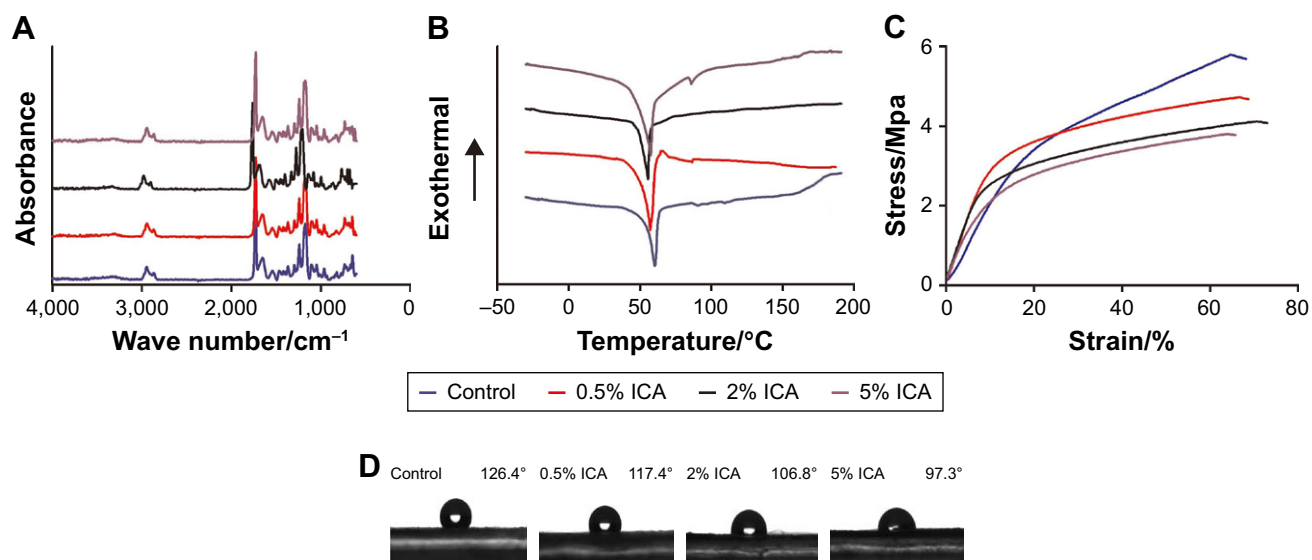 A
B
C
Absorbance
4,000
3,000
2,000
1,000
0
Wave number/cm⁻¹
Exothermal
–50
0
50
100
150
200
Temperature/°C
Stress/Mpa
6
4
2
0
0
20
40
60
80
Strain/%
Control
0.5% ICA
2% ICA
5% ICA
D
Control 126.4°
0.5% ICA 117.4°
2% ICA 106.8°
5% ICA 97.3°